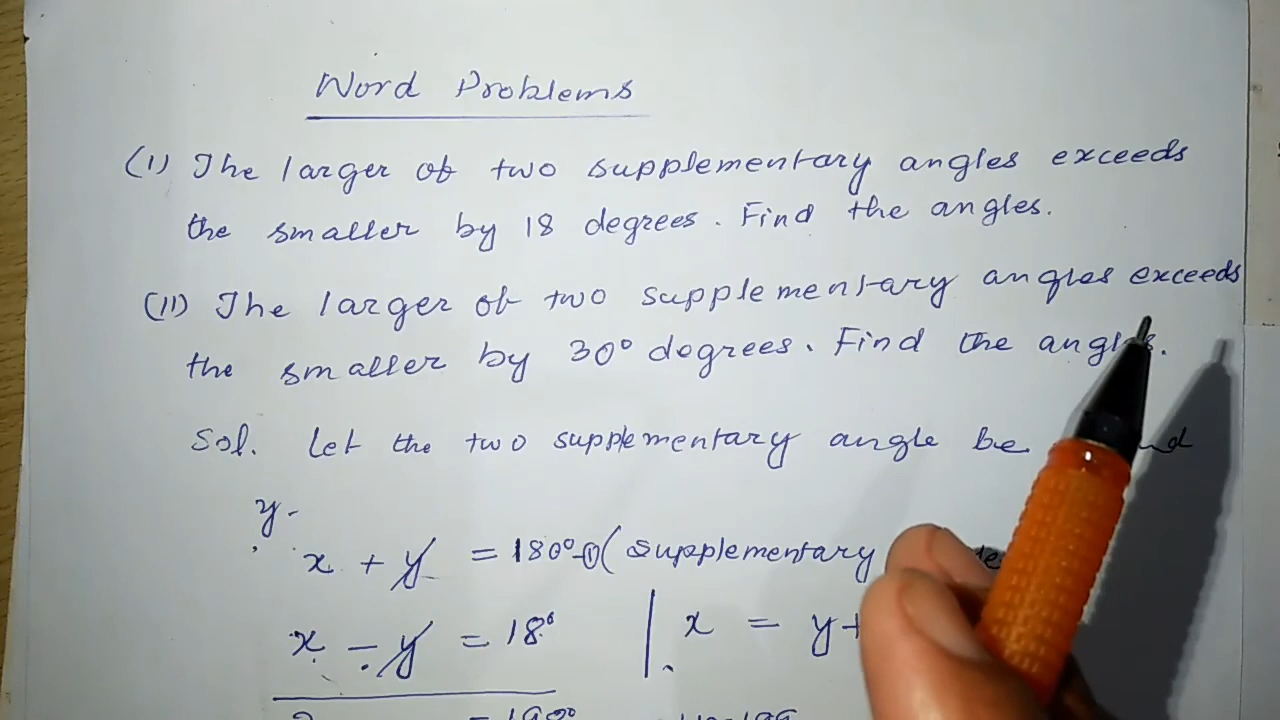 Word Problems
(I) The larger of two supplementary angles exceeds
the smaller by 18 degrees. Find the angles.
(II) The larger of two supplementary angles exceeds
the smaller by 30° degrees. Find the
Sol. Let the two supplementary angle be
y.
x + y = 180° -① ( supplementary
x - y = 18° | x = y+